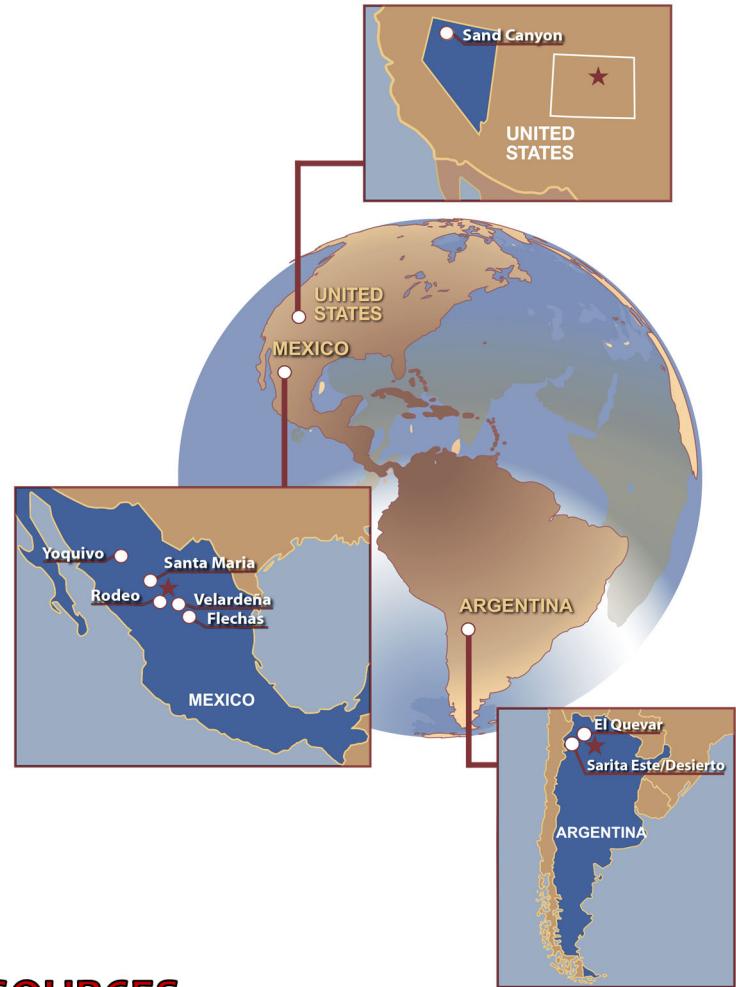 Sand Canyon
UNITED
STATES
UNITED
STATES
MEXICO
Yoquivo
Santa Maria
Rodeo
Velardeña
Flechas
MEXICO
ARGENTINA
El Quevar
Sarita Este/Desierto
ARGENTINA